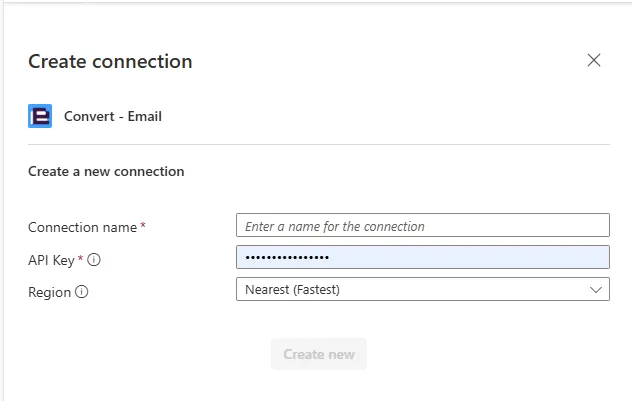 Create connection
Convert - Email
Create a new connection
Connection name *
Enter a name for the connection
API Key *
••••••••••••••••
Region
Nearest (Fastest)
Create new